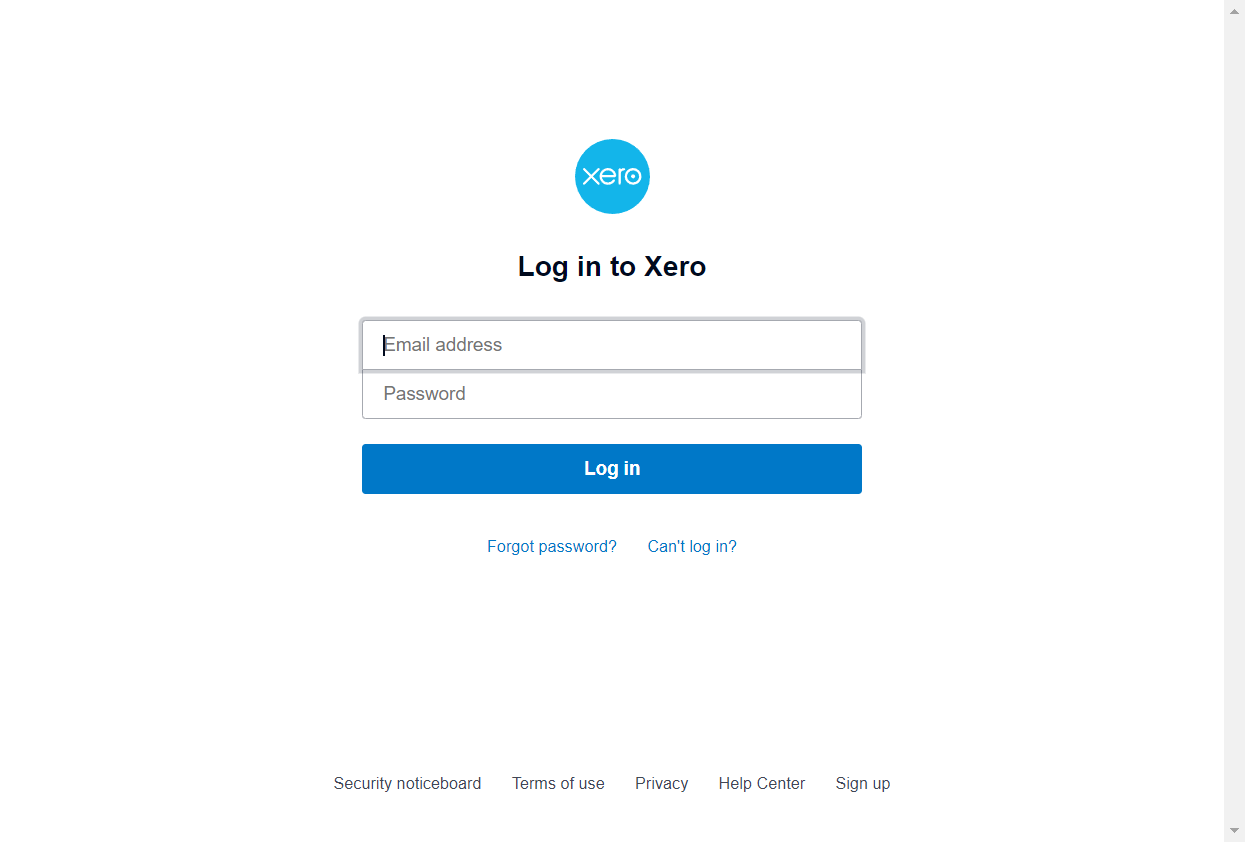 xero
Log in to Xero
Email address
Password
Log in
Forgot password? Can't log in?
Security noticeboard Terms of use Privacy Help Center Sign up